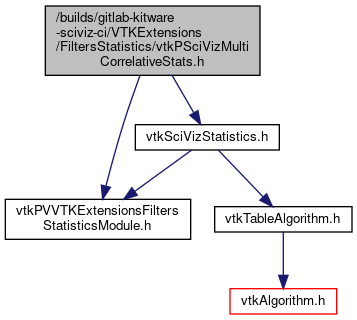 /builds/gitlab-kitware
-sciviz-ci/VTKExtensions
/FiltersStatistics/vtkPSciVizMulti
CorrelativeStats.h
vtkSciVizStatistics.h
vtkPVVTKExtensionsFilters
StatisticsModule.h
vtkTableAlgorithm.h
vtkAlgorithm.h